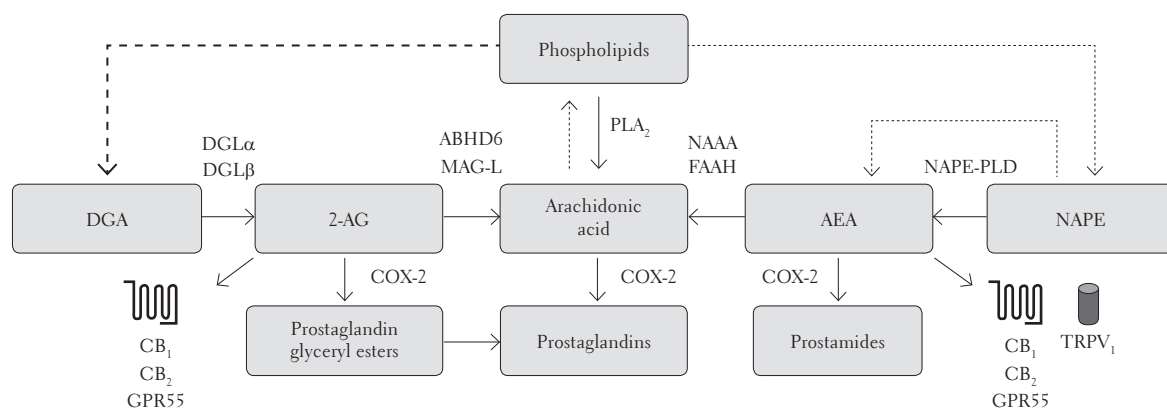 Phospholipids
PLA₂
DGLα
DGLβ
ABHD6
MAG-L
NAAA
FAAH
NAPE-PLD
DGA
2-AG
Arachidonic
acid
AEA
NAPE
COX-2
COX-2
COX-2
Prostaglandin
glyceryl esters
Prostaglandins
Prostamides
CB₁
CB₂
GPR55
CB₁
CB₂
GPR55
TRPV₁